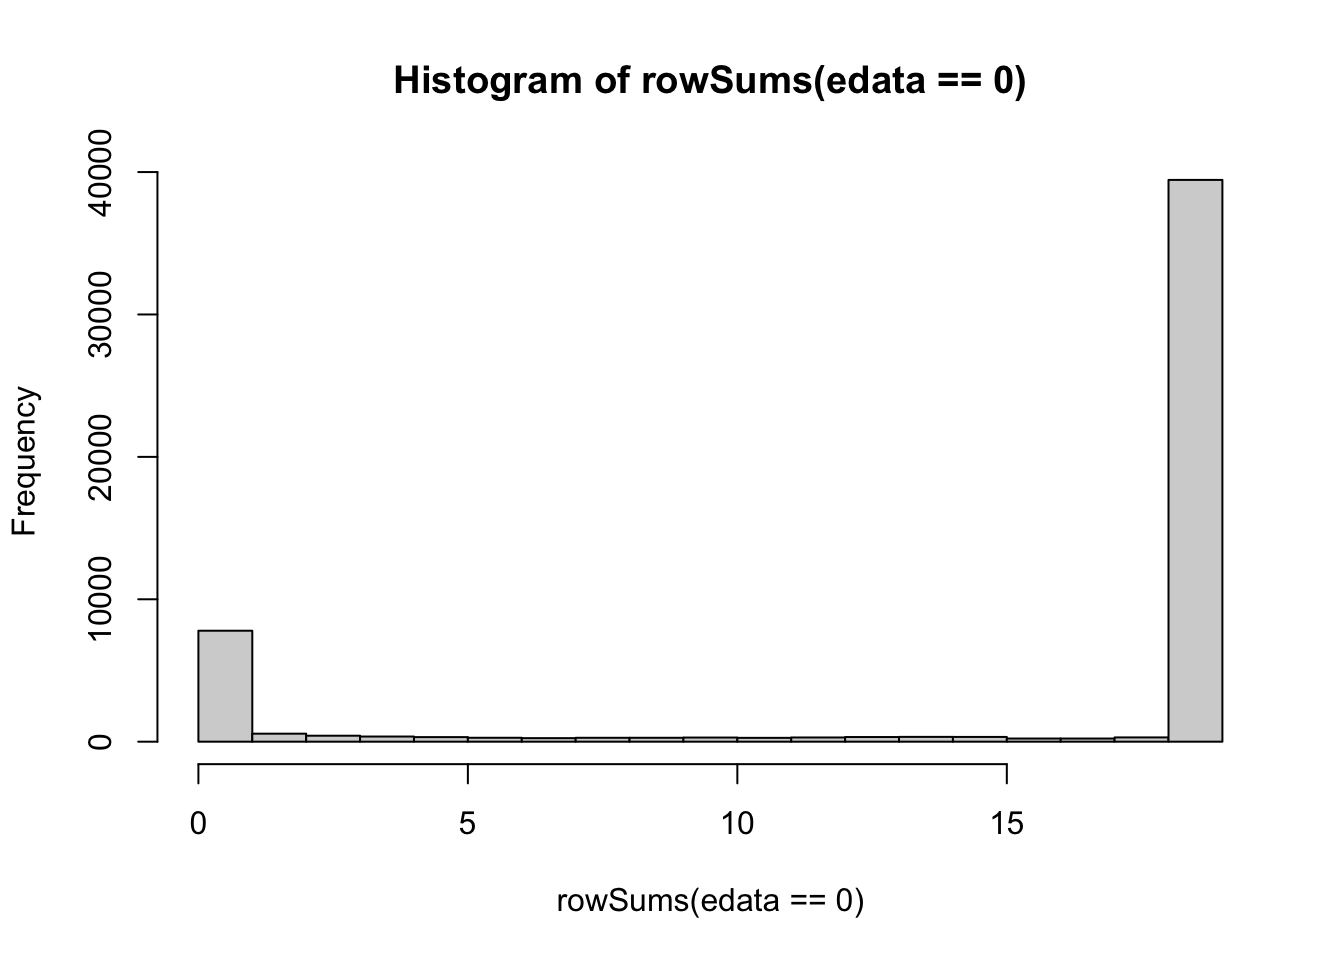 Histogram of rowSums(edata == 0)
Frequency
40000
30000
20000
10000
0
0 5 10 15
rowSums(edata == 0)